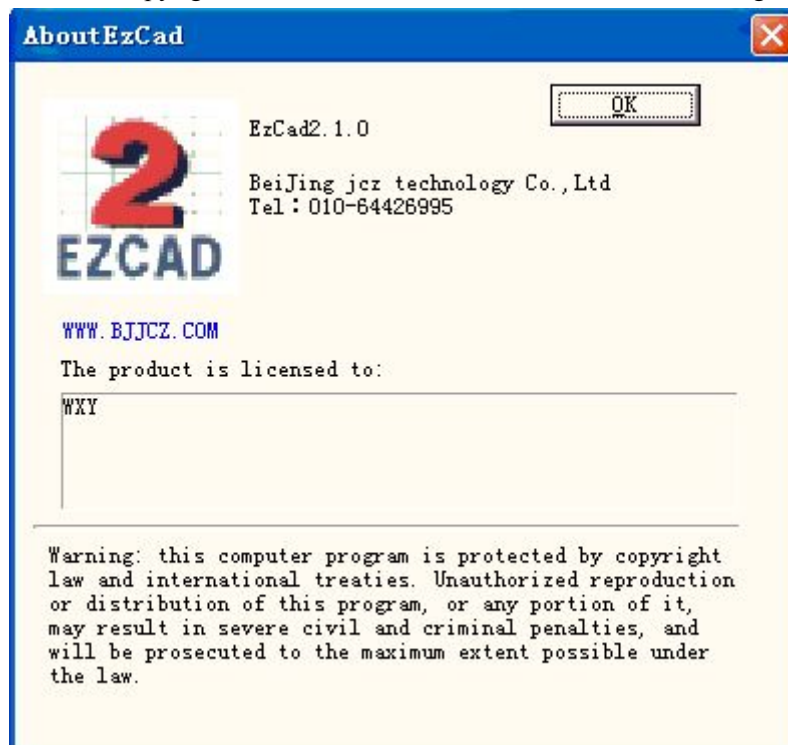 AboutEzCad
OK
EzCad2.1.0
BeiJing jcz technology Co.,Ltd
Tel：010-64426995
2
EZCAD
WWW.BJJCZ.COM
The product is licensed to:
WXY
Warning: this computer program is protected by copyright
law and international treaties. Unauthorized reproduction
or distribution of this program, or any portion of it,
may result in severe civil and criminal penalties, and
will be prosecuted to the maximum extent possible under
the law.